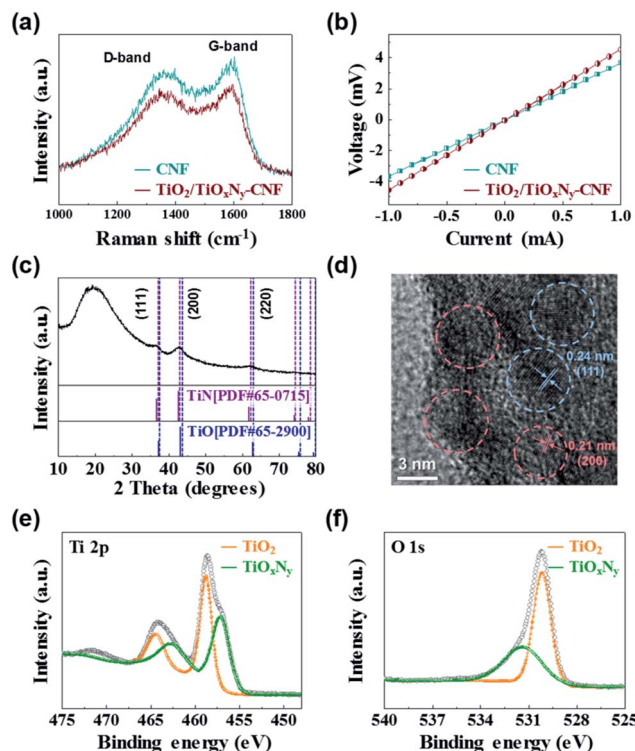 (a)
D-band
G-band
CNF
TiO2/TiOxNy-CNF
Intensity (a.u.)
1000 1200 1400 1600 1800
Raman shift (cm-1)
(b)
4
2
0
-2
-4
Voltage (mV)
CNF
TiO2/TiOxNy-CNF
-1.0 -0.5 0.0 0.5 1.0
Current (mA)
(c)
(111)
(200)
(220)
Intensity (a.u.)
TiN[PDF#65-0715]
TiO[PDF#65-2900]
10 20 30 40 50 60 70 80
2 Theta (degrees)
(d)
0.24 nm
(111)
0.21 nm
(200)
3 nm
(e)
Ti 2p
TiO2
TiOxNy
Intensity (a.u.)
475 470 465 460 455 450
Binding energy (eV)
(f)
O 1s
TiO2
TiOxNy
Intensity (a.u.)
540 537 534 531 528 525
Binding energy (eV)